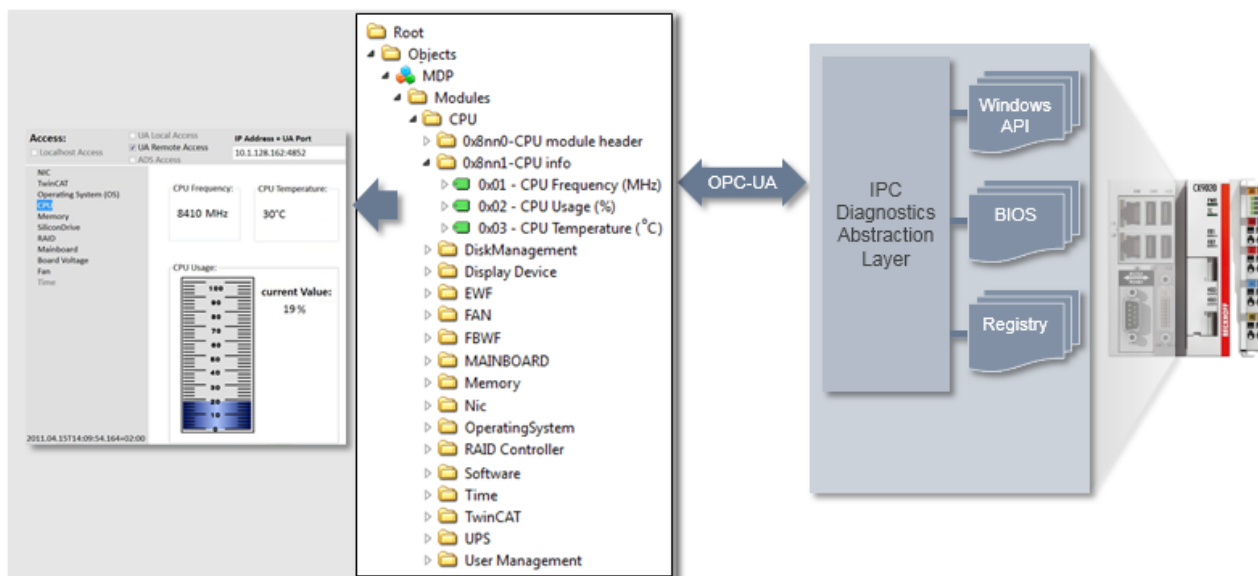 Access:
Localhost Access
UA Local Access
UA Remote Access
ADS Access
IP Address + UA Port
10.1.128.162:4852
NIC
TwinCAT
Operating System (OS)
CPU
Memory
SiliconDrive
RAID
Mainboard
Board Voltage
Fan
Time
CPU Frequency:
8410 MHz
CPU Temperature:
30°C
CPU Usage:
100
90
80
70
60
50
40
30
20
10
0
current Value:
19 %
2011.04.15T14:09:54.164+02:00
Root
Objects
MDP
Modules
CPU
0x8nn0-CPU module header
0x8nn1-CPU info
0x01 - CPU Frequency (MHz)
0x02 - CPU Usage (%)
0x03 - CPU Temperature (°C)
DiskManagement
Display Device
EWF
FAN
FBWF
MAINBOARD
Memory
Nic
OperatingSystem
RAID Controller
Software
Time
TwinCAT
UPS
User Management
OPC-UA
IPC
Diagnostics
Abstraction
Layer
Windows
API
BIOS
Registry
CX9020
BECKHOFF